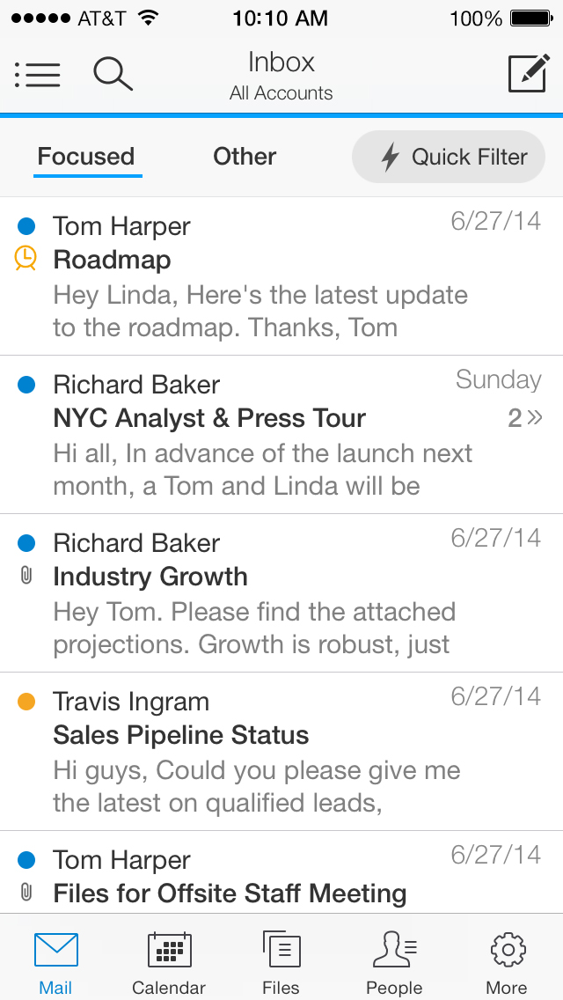 AT&T 10:10 AM 100%
Inbox
All Accounts
Focused Other Quick Filter
Tom Harper 6/27/14
Roadmap
Hey Linda, Here's the latest update
to the roadmap. Thanks, Tom
Richard Baker Sunday
NYC Analyst & Press Tour 2
Hi all, In advance of the launch next
month, a Tom and Linda will be
Richard Baker 6/27/14
Industry Growth
Hey Tom. Please find the attached
projections. Growth is robust, just
Travis Ingram 6/27/14
Sales Pipeline Status
Hi guys, Could you please give me
the latest on qualified leads,
Tom Harper 6/27/14
Files for Offsite Staff Meeting
Mail Calendar Files People More